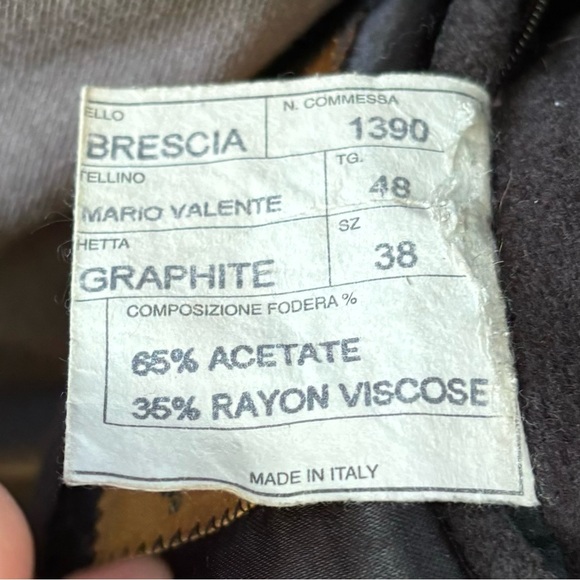 ELLO N. COMMESSA
BRESCIA 1390
TELLINO TG.
MARIO VALENTE 48
HETTA SZ
GRAPHITE 38
COMPOSIZIONE FODERA %
65% ACETATE
35% RAYON VISCOSE
MADE IN ITALY